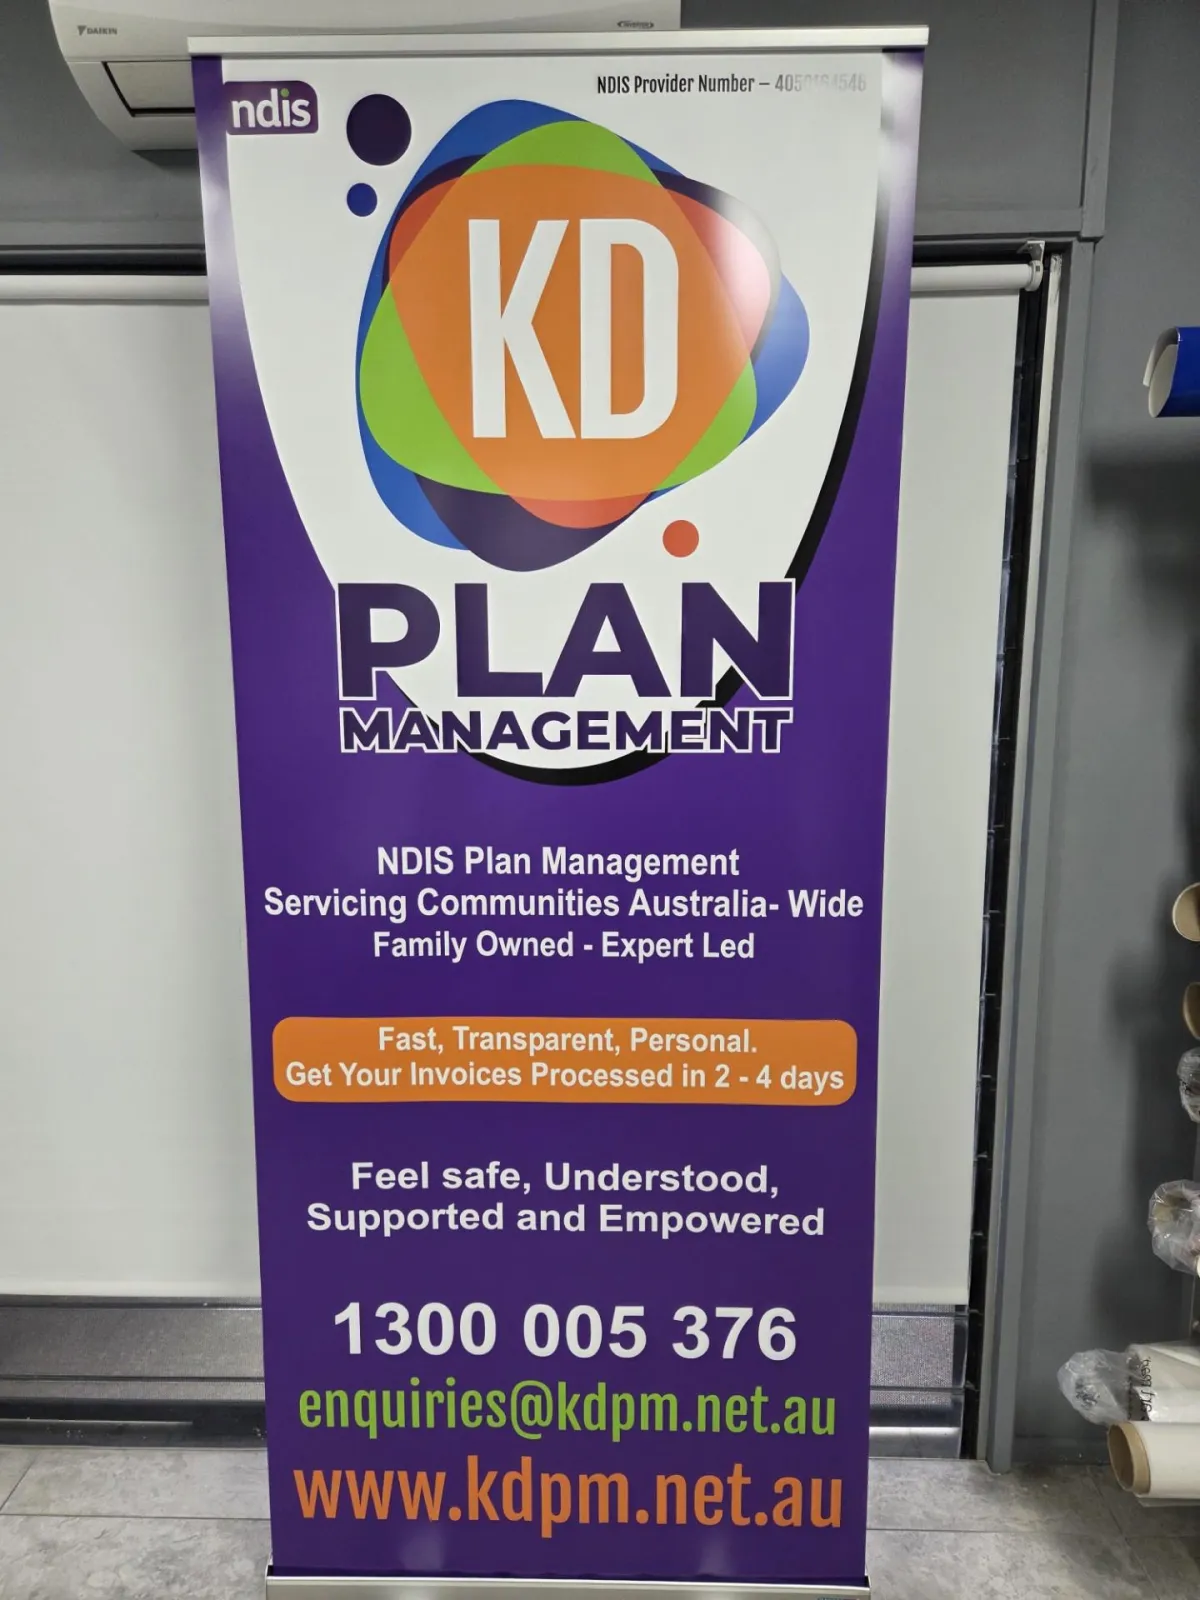 DAIKIN
NDIS Provider Number –
ndis
KD
PLAN
MANAGEMENT
NDIS Plan Management
Servicing Communities Australia- Wide
Family Owned - Expert Led
Fast, Transparent, Personal.
Get Your Invoices Processed in 2 - 4 days
Feel safe, Understood,
Supported and Empowered
1300 005 376
enquiries@kdpm.net.au
www.kdpm.net.au